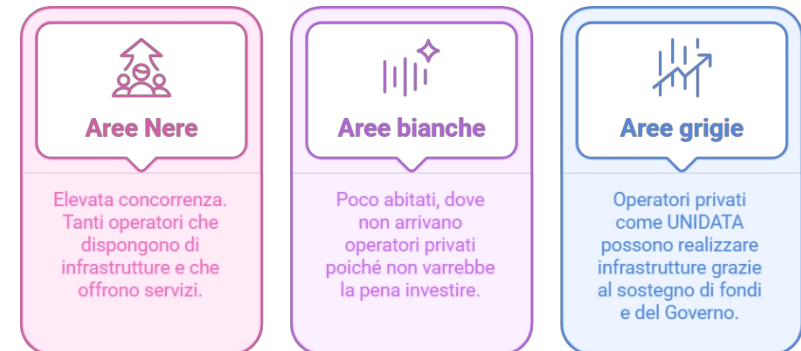 Aree Nere
Elevata concorrenza.
Tanti operatori che
dispongono di
infrastrutture e che
offrono servizi.
Aree bianche
Poco abitati, dove
non arrivano
operatori privati
poiché non varrebbe
la pena investire.
Aree grigie
Operatori privati
come UNIDATA
possono realizzare
infrastrutture grazie
al sostegno di fondi
e del Governo.